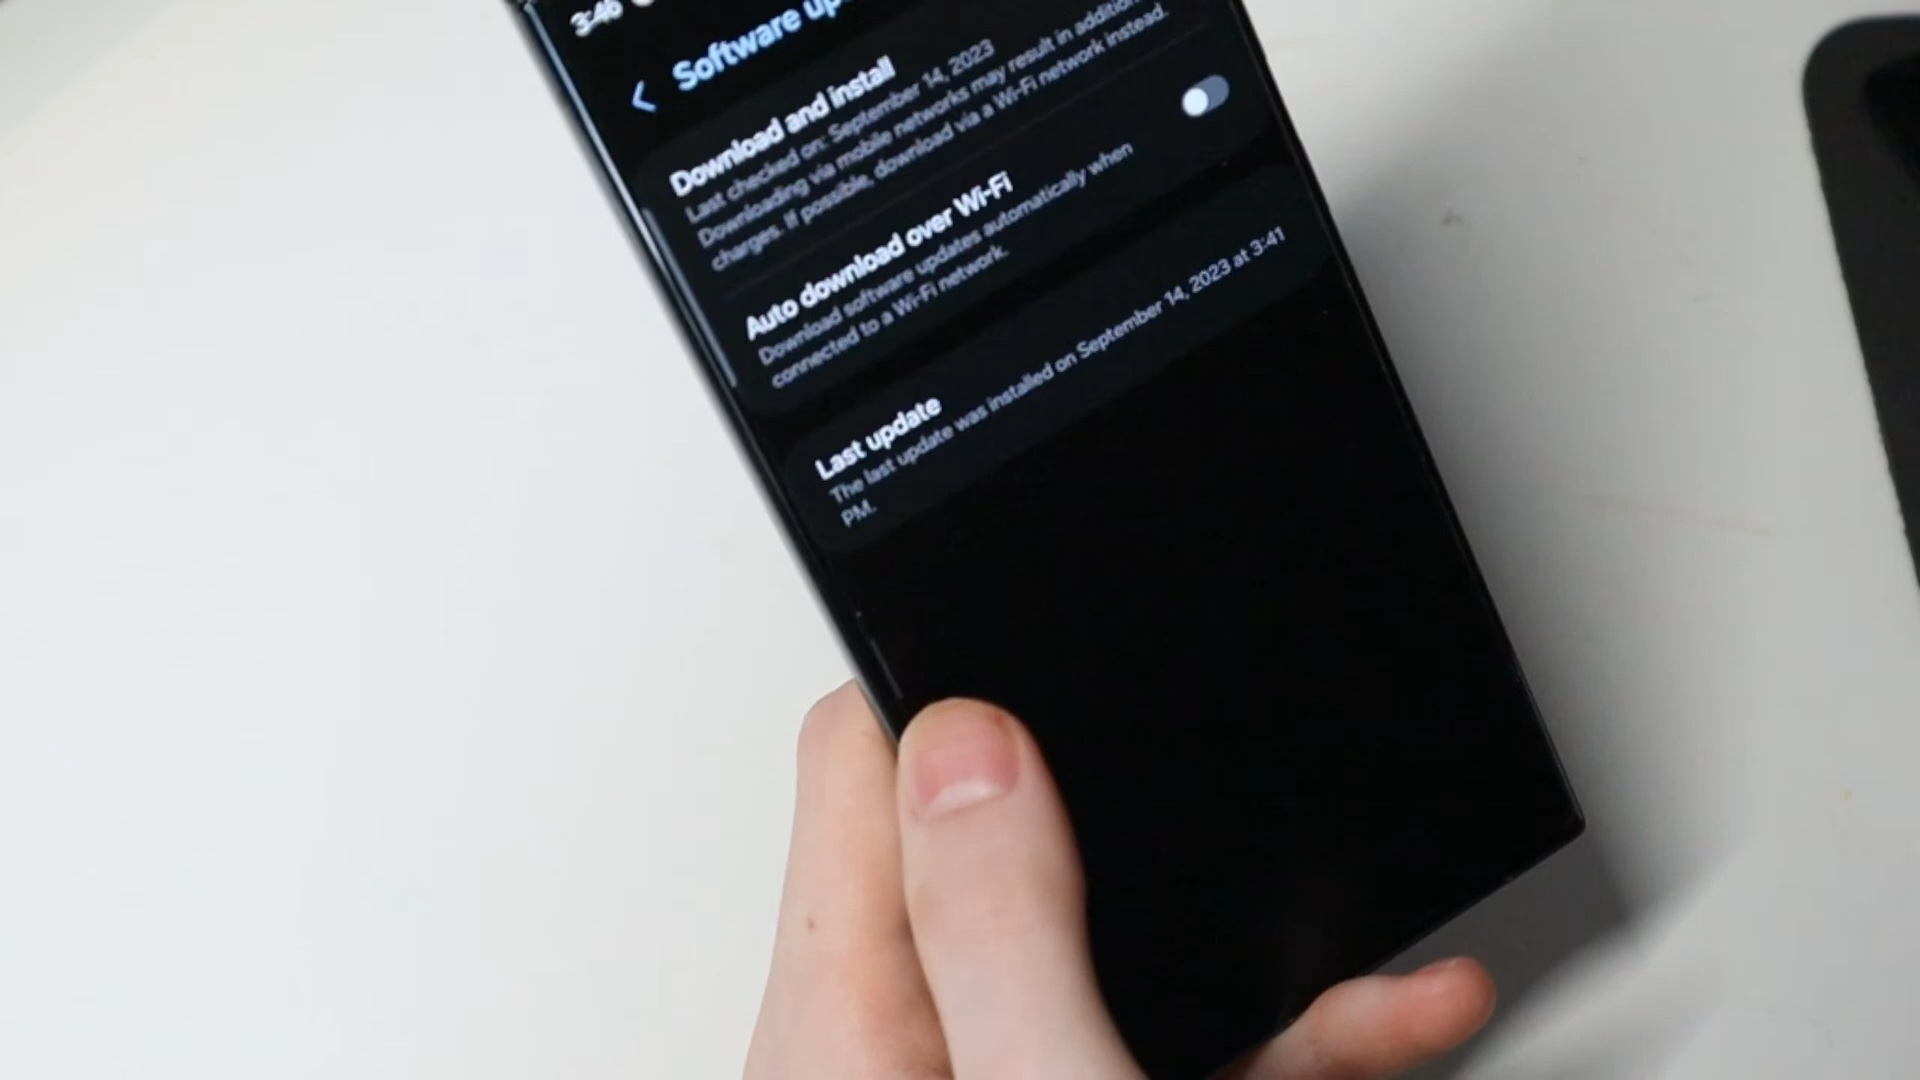 3:46
Software
Download and install
Last checked on: September 14, 2023
Downloading via mobile networks may result in
charges. If possible, download via a Wi-Fi network instead.
Auto download over Wi-Fi
Download software updates automatically when
connected to a Wi-Fi network.
Last update
The last update was installed on September 14, 2023 at 3:41
PM.